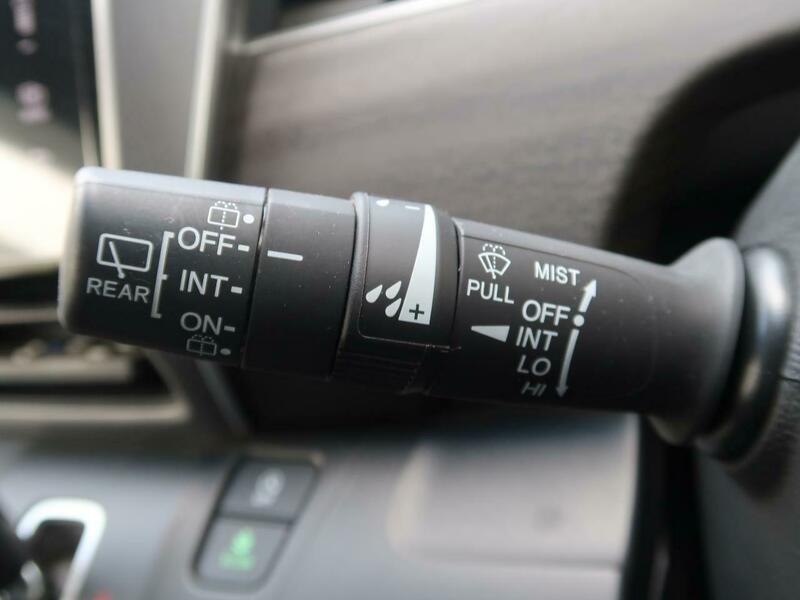 REAR
OFF
INT
ON
-
+
PULL
MIST
OFF
INT
LO
HI